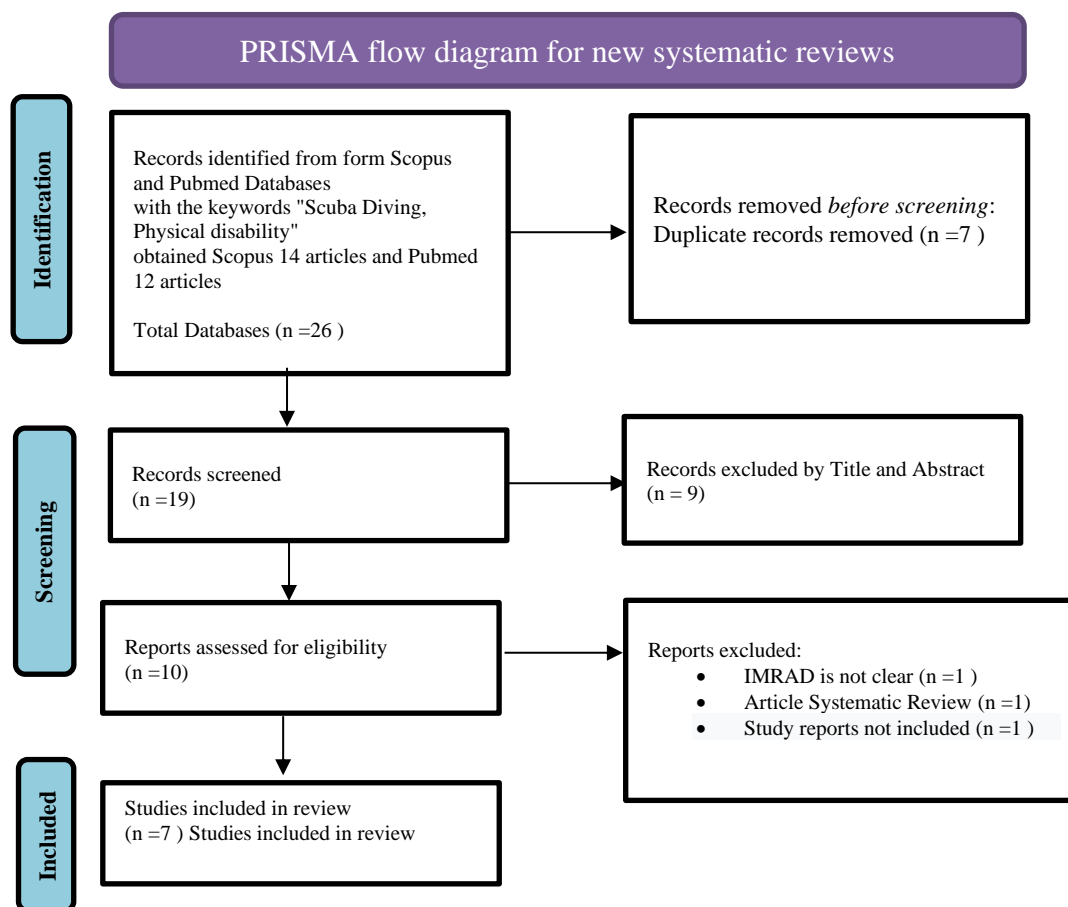 PRISMA flow diagram for new systematic reviews
Identification
Records identified from form Scopus
and Pubmed Databases
with the keywords "Scuba Diving,
Physical disability"
obtained Scopus 14 articles and Pubmed
12 articles
Total Databases (n =26 )
Records removed before screening:
Duplicate records removed (n =7 )
Screening
Records screened
(n =19)
Records excluded by Title and Abstract
(n = 9)
Reports assessed for eligibility
(n =10)
Reports excluded:
• IMRAD is not clear (n =1 )
• Article Systematic Review (n =1)
• Study reports not included (n =1 )
Included
Studies included in review
(n =7 ) Studies included in review